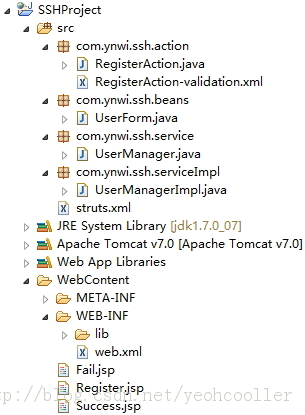 SSHProject
src
com.ynwi.ssh.action
RegisterAction.java
RegisterAction-validation.xml
com.ynwi.ssh.beans
UserForm.java
com.ynwi.ssh.service
UserManager.java
com.ynwi.ssh.serviceImpl
UserManagerImpl.java
struts.xml
JRE System Library [jdk1.7.0_07]
Apache Tomcat v7.0 [Apache Tomcat v7.0]
Web App Libraries
WebContent
META-INF
WEB-INF
lib
web.xml
Fail.jsp
Register.jsp
Success.jsp
http://blog.csdn.net/yeohcooller